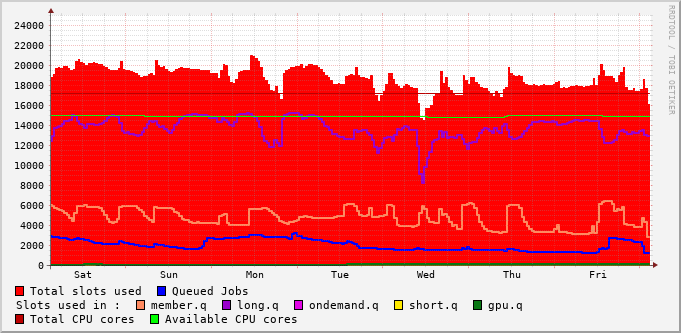 RRDTOOL / TOBI OETIKER
24000
22000
20000
18000
16000
14000
12000
10000
8000
6000
4000
2000
0
Sat Sun Mon Tue Wed Thu Fri
Total slots used Queued Jobs
Slots used in : member.q long.q ondemand.q short.q gpu.q
Total CPU cores Available CPU cores